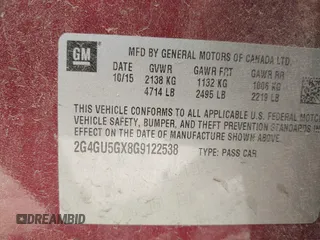 GM
MFD BY GENERAL MOTORS OF CANADA LTD.
DATE GVWR GAWR FRT GAWR RR
10/15 2138 KG 1132 KG 1006 KG
4714 LB 2495 LB 2219 LB
THIS VEHICLE CONFORMS TO ALL APPLICABLE U.S. FEDERAL MOTOR
VEHICLE SAFETY, BUMPER, AND THEFT PREVENTION STANDARDS
EFFECT ON THE DATE OF MANUFACTURE SHOWN ABOVE.
2G4GU5GX8G9122538 TYPE: PASS CAR
DREAMBID